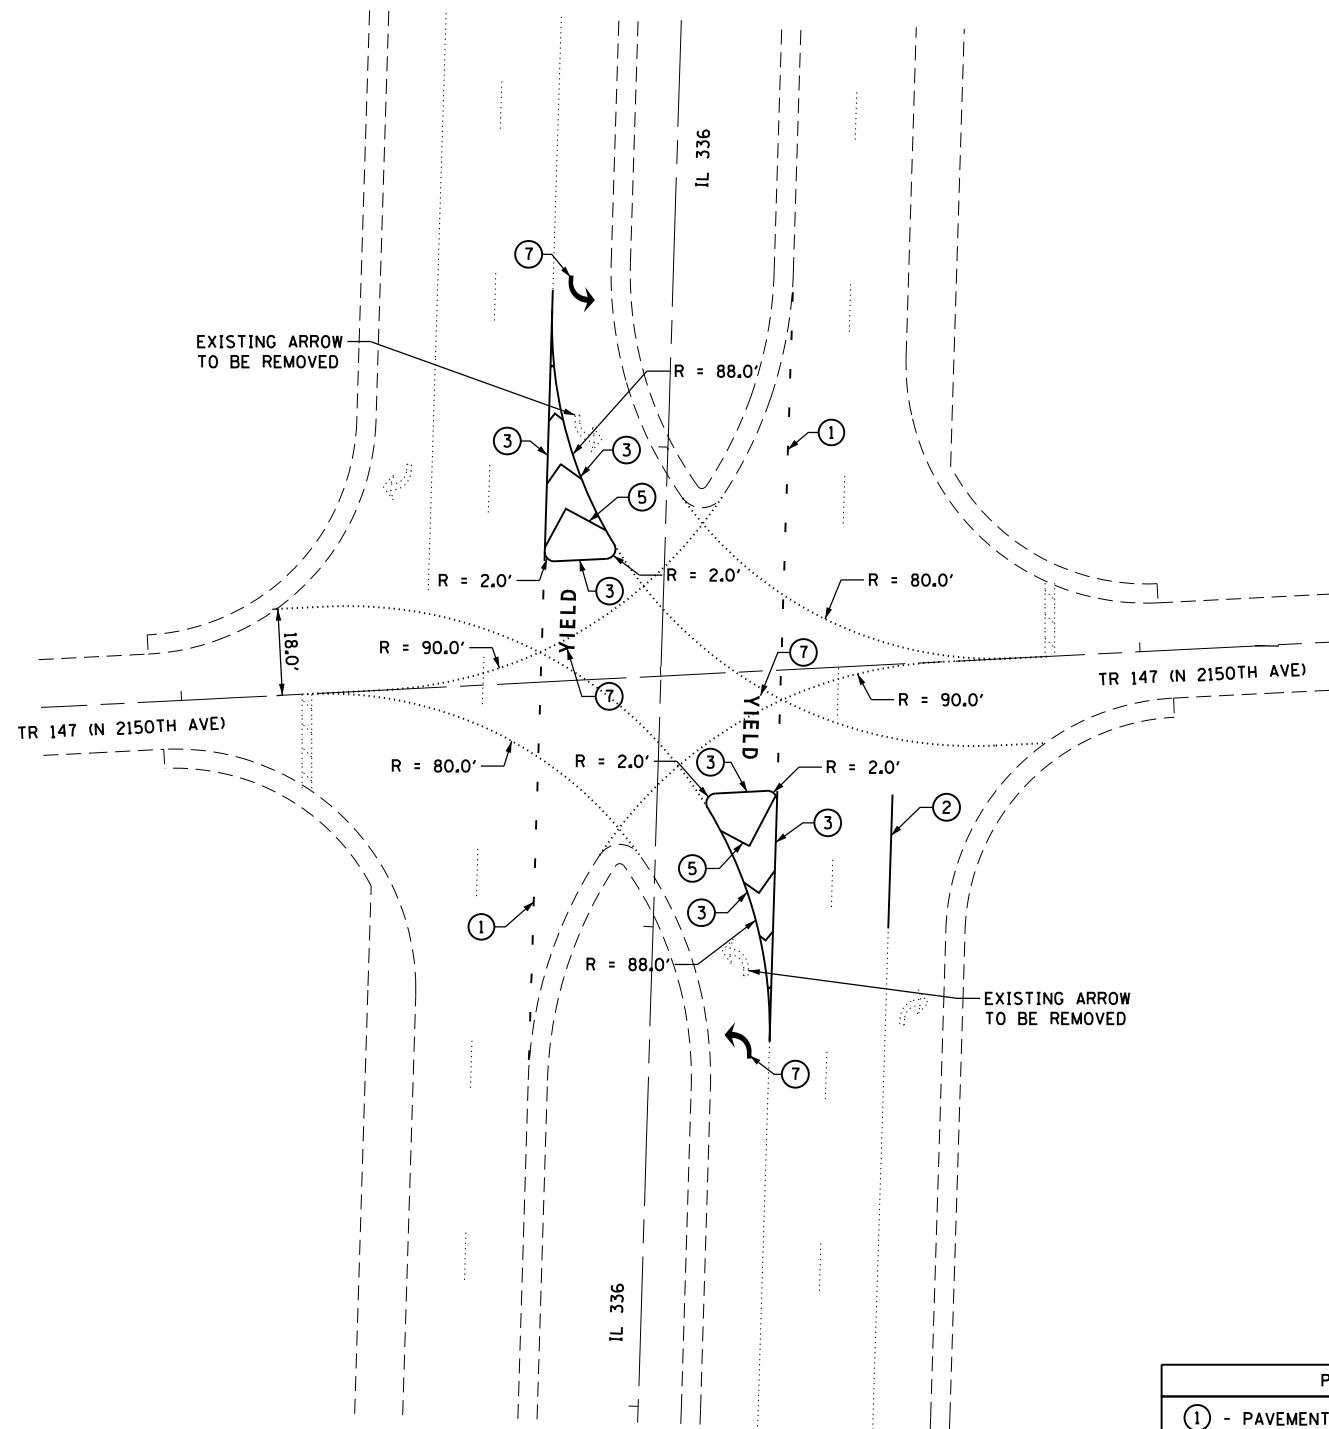 IL 336
7
EXISTING ARROW
TO BE REMOVED
R = 88.0'
3
3
1
5
R = 2.0'
3
R = 2.0'
R = 80.0'
YIELD
18.0'
R = 90.0'
7
7
R = 90.0'
TR 147 (N 2150TH AVE)
TR 147 (N 2150TH AVE)
YIELD
R = 80.0'
R = 2.0'
3
R = 2.0'
2
3
5
3
1
R = 88.0'
EXISTING ARROW
TO BE REMOVED
7
IL 336
P
1 - PAVEMENT